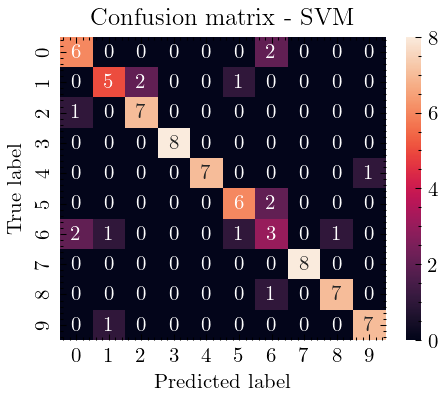 Confusion matrix - SVM
True label
0 6 0 0 0 0 0 2 0 0 0
1 0 5 2 0 0 1 0 0 0 0
2 1 0 7 0 0 0 0 0 0 0
3 0 0 0 8 0 0 0 0 0 0
4 0 0 0 0 7 0 0 0 0 1
5 0 0 0 0 0 6 2 0 0 0
6 2 1 0 0 0 1 3 0 1 0
7 0 0 0 0 0 0 0 8 0 0
8 0 0 0 0 0 0 1 0 7 0
9 0 1 0 0 0 0 0 0 0 7
0 1 2 3 4 5 6 7 8 9
Predicted label
8
6
4
2
0